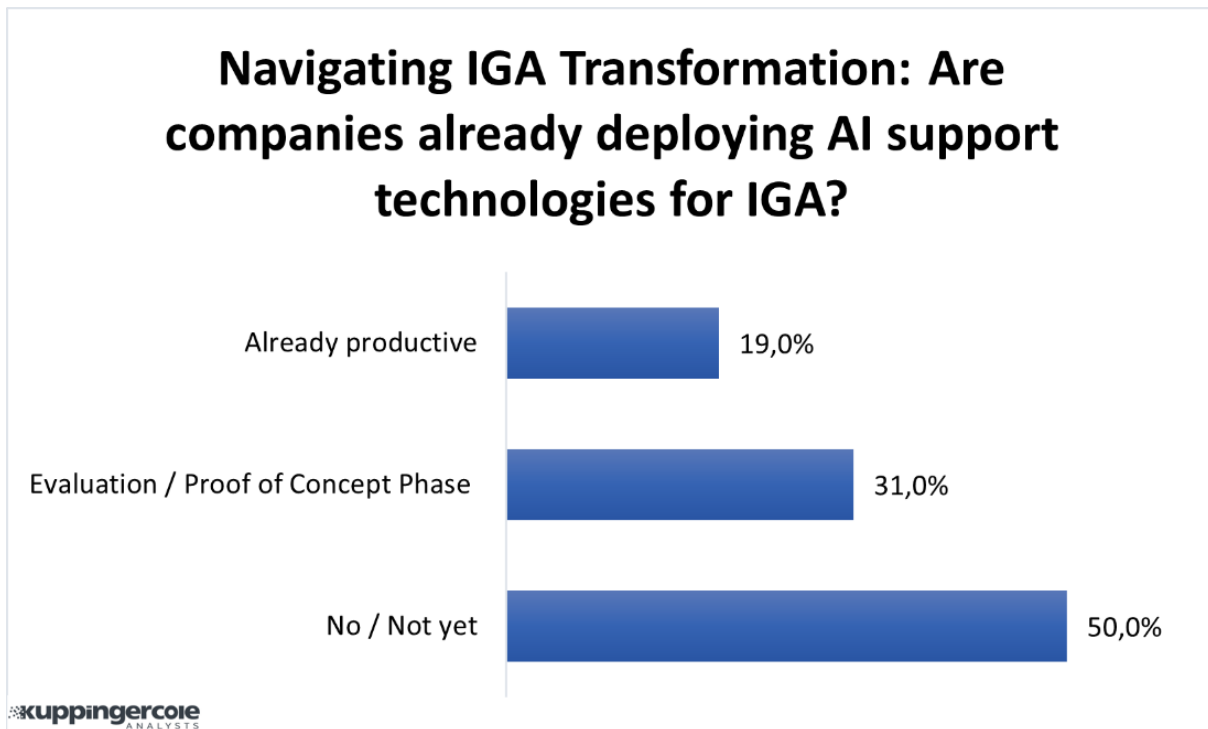 Navigating IGA Transformation: Are
companies already deploying AI support
technologies for IGA?
Already productive
19,0%
Evaluation / Proof of Concept Phase
31,0%
No / Not yet
50,0%
kuppingercole
ANALYSTS